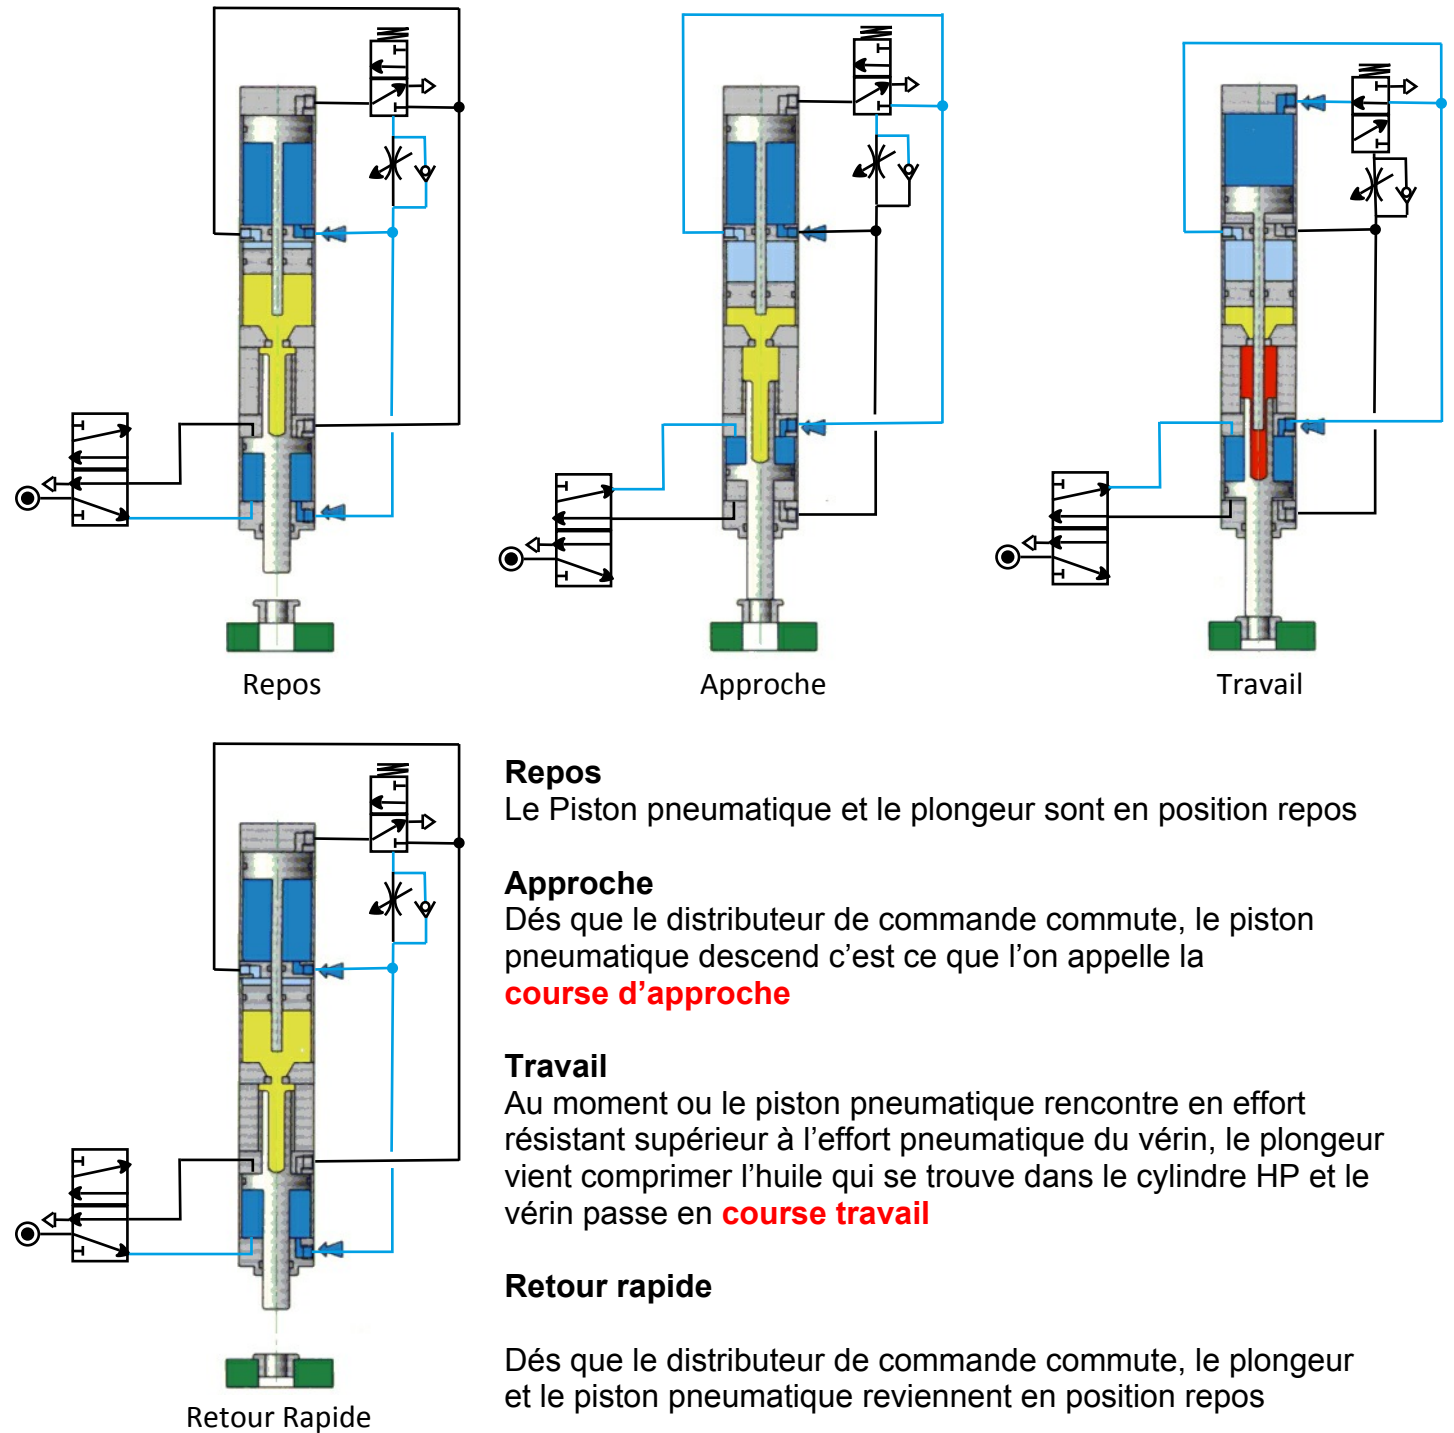 Repos
Approche
Travail
Repos
Le Piston pneumatique et le plongeur sont en position repos
Approche
Dés que le distributeur de commande commute, le piston
pneumatique descend c’est ce que l’on appelle la
course d’approche
Travail
Au moment ou le piston pneumatique rencontre en effort
résistant supérieur à l’effort pneumatique du vérin, le plongeur
vient comprimer l’huile qui se trouve dans le cylindre HP et le
vérin passe en course travail
Retour rapide
Dés que le distributeur de commande commute, le plongeur
et le piston pneumatique reviennent en position repos
Retour Rapide